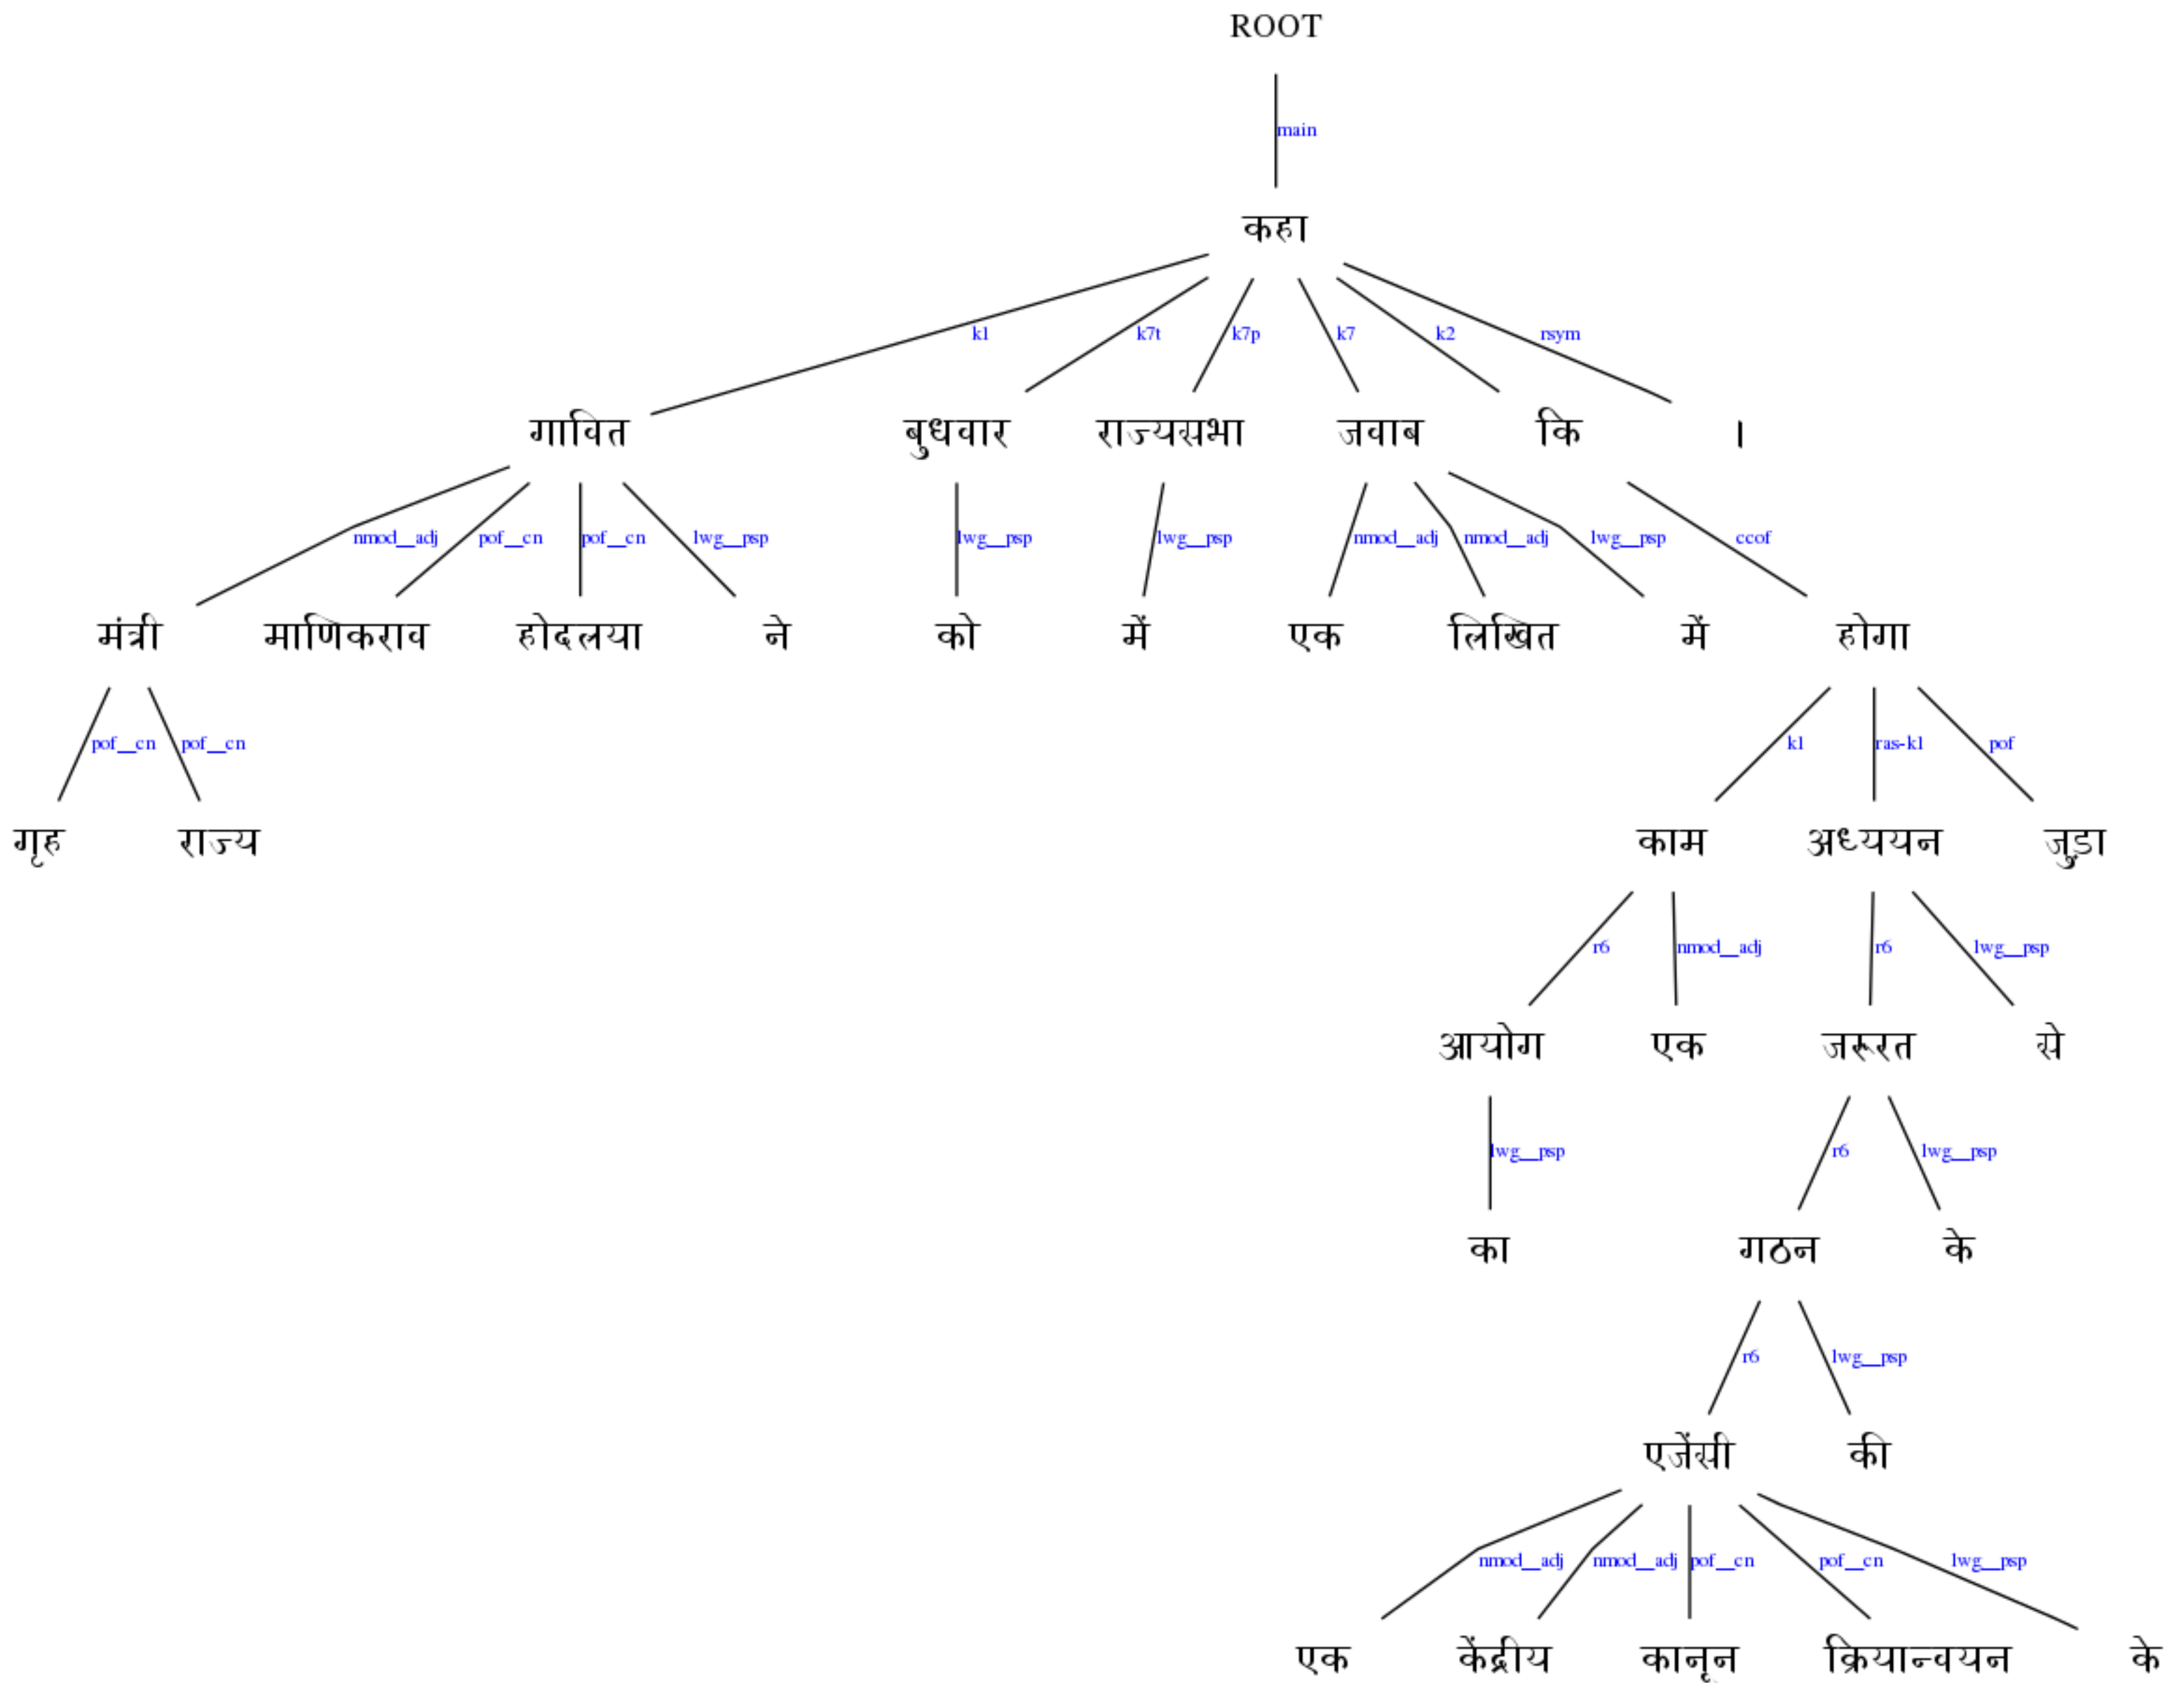 ROOT
main
कहा
k1 k7t k7p k7 k2 rsym
गावित बुधवार राज्यसभा जवाब कि ।
nmod__adj pof__cn pof__cn lwg__psp lwg__psp lwg__psp nmod__adj nmod__adj lwg__psp ccof
मंत्री माणिकराव होदलया ने को में एक लिखित में होगा
pof__cn pof__cn k1 ras-k1 pof
गृह राज्य काम अध्ययन जुडा
r6 nmod__adj r6 lwg__psp
आयोग एक जरूरत से
lwg__psp r6 lwg__psp
का गठन के
r6 lwg__psp
एजेंसी की
nmod__adj nmod__adj pof__cn pof__cn lwg__psp
एक केंद्रीय कानून क्रियान्वयन के